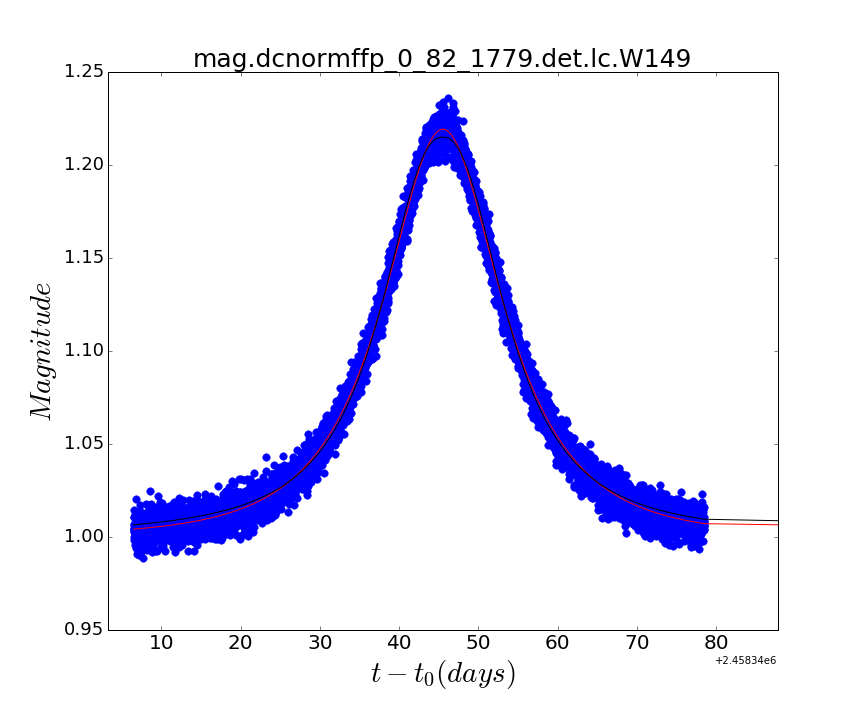 mag.dcnormffp_0_82_1779.det.lc.W149
1.25
1.20
1.15
1.10
1.05
1.00
0.95
Magnitude
10 20 30 40 50 60 70 80
+2.45834e6
t − t₀(days)